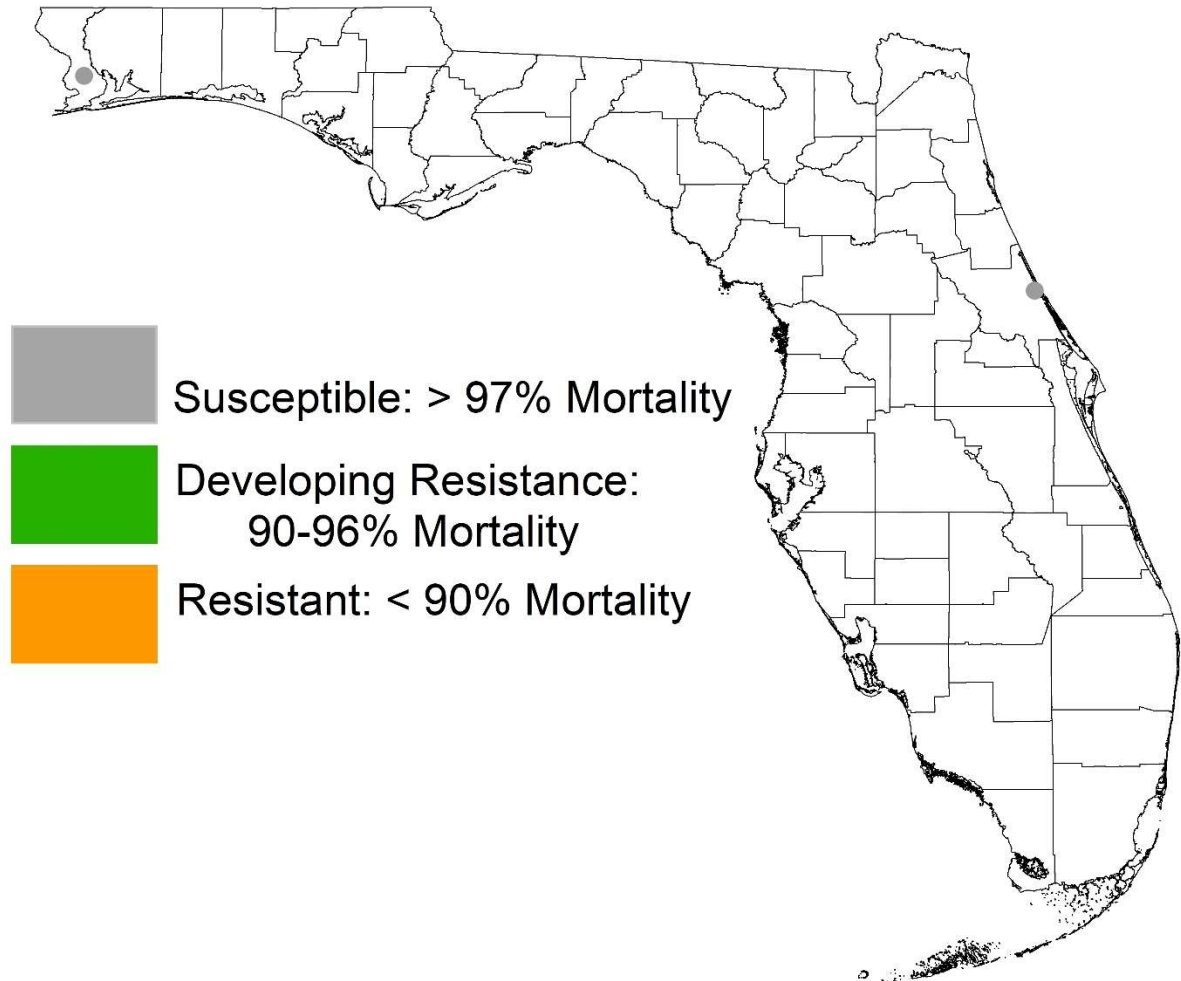 Susceptible: > 97% Mortality
Developing Resistance:
90-96% Mortality
Resistant: < 90% Mortality